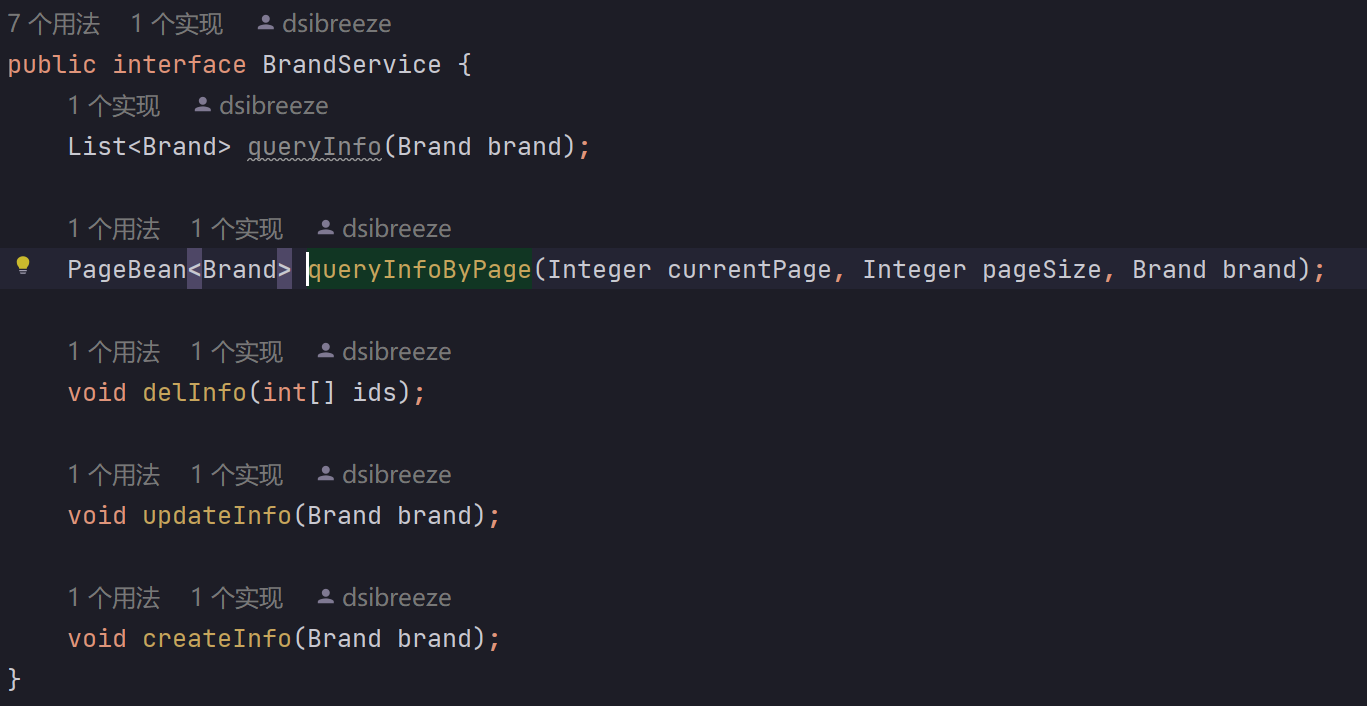 7 个用法 1 个实现 dsibreeze
public interface BrandService {
1 个实现 dsibreeze
List<Brand> queryInfo(Brand brand);
1 个用法 1 个实现 dsibreeze
PageBean<Brand> queryInfoByPage(Integer currentPage, Integer pageSize, Brand brand);
1 个用法 1 个实现 dsibreeze
void delInfo(int[] ids);
1 个用法 1 个实现 dsibreeze
void updateInfo(Brand brand);
1 个用法 1 个实现 dsibreeze
void createInfo(Brand brand);
}